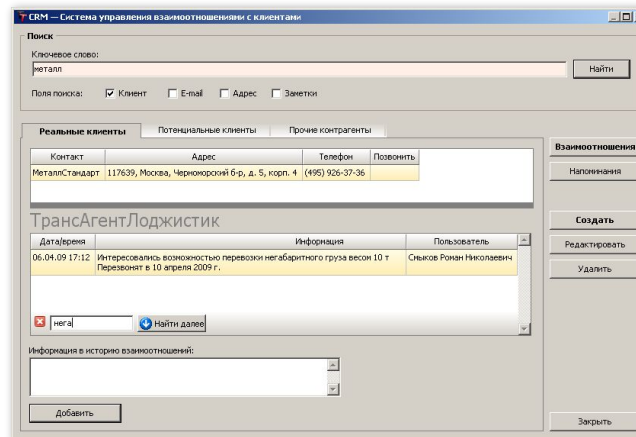 CRM — Система управления взаимоотношениями с клиентами
Поиск
Ключевое слово:
металл
Найти
Поля поиска: Клиент E-mail Адрес Заметки
Реальные клиенты Потенциальные клиенты Прочие контрагенты
Взаимоотношения
Контакт Адрес Телефон Позвонить
МеталлСтандарт 117639, Москва, Черноморский б-р, д. 5, корп. 4 (495) 926-37-36
Напоминания
ТрансАгентЛоджистик
Создать
Дата/время Информация Пользователь
Редактировать
06.04.09 17:12 Интересовались возможностью перевозки негабаритного груза весом 10 т Смыков Роман Николаевич
Перезвонят в 10 апреля 2009 г.
Удалить
нега Найти далее
Информация в историю взаимоотношений:
Добавить
Закрыть